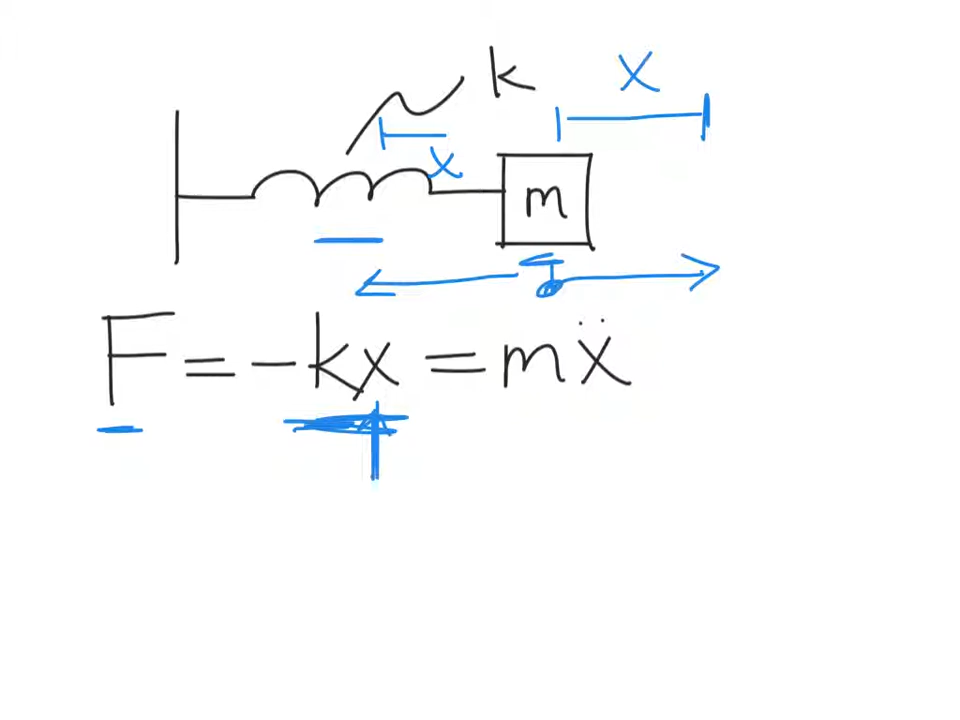 k
x
x
m
F = -kx = mẍ